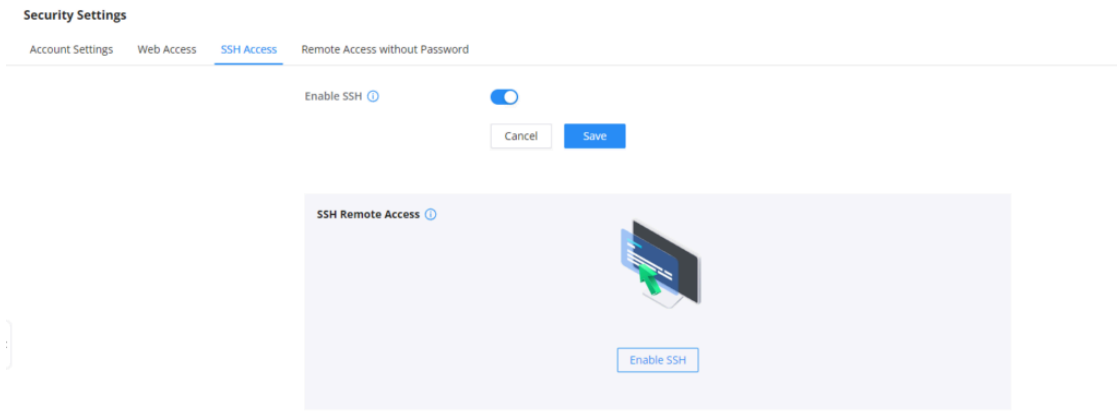 Security Settings
Account Settings Web Access SSH Access Remote Access without Password
Enable SSH
Cancel Save
SSH Remote Access
Enable SSH